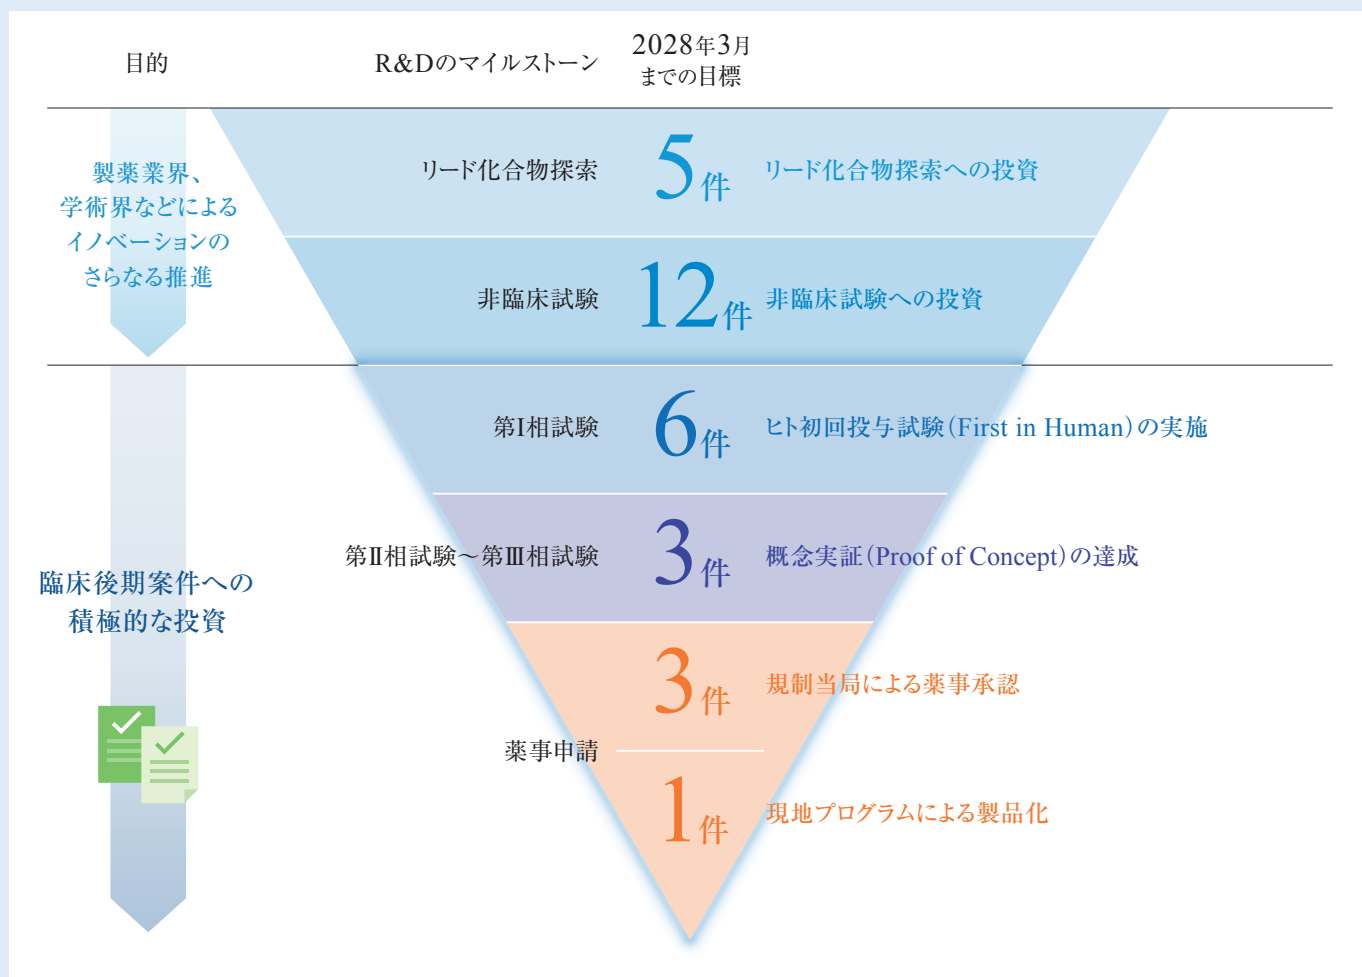 目的
R&Dのマイルストーン
2028年3月
までの目標
製薬業界、
学術界などによる
イノベーションの
さらなる推進
リード化合物探索
5件
リード化合物探索への投資
非臨床試験
12件
非臨床試験への投資
臨床後期案件への
積極的な投資
第Ⅰ相試験
6件
ヒト初回投与試験（First in Human）の実施
第Ⅱ相試験～第Ⅲ相試験
3件
概念実証（Proof of Concept）の達成
薬事申請
3件
規制当局による薬事承認
1件
現地プログラムによる製品化